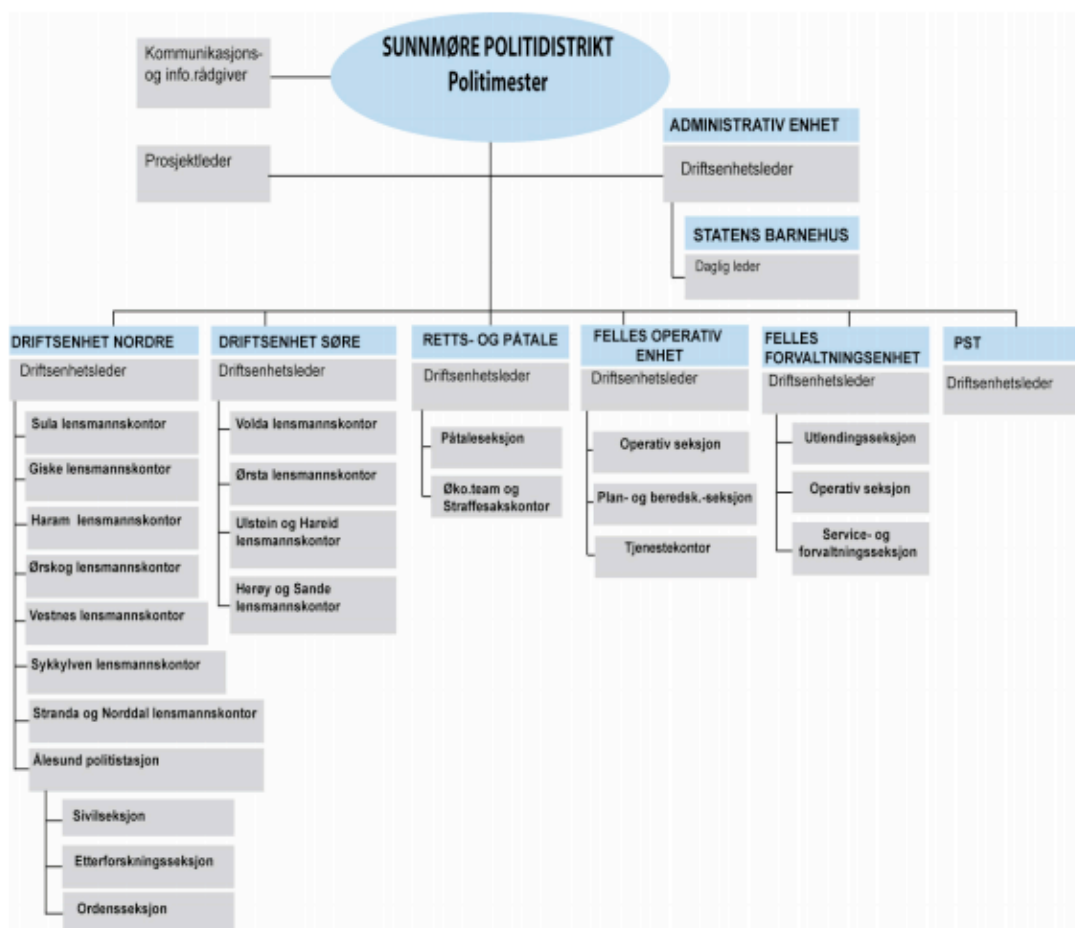 SUNNMØRE POLITIDISTRIKT
Politimester
Kommunikasjons-
og info.rådgiver
Prosjektleder
ADMINISTRATIV ENHET
Driftsenhetsleder
STATENS BARNEHUS
Daglig leder
DRIFTSENHET NORDRE
Driftsenhetsleder
Sula lensmannskontor
Giske lensmannskontor
Haram lensmannskontor
Ørskog lensmannskontor
Vestnes lensmannskontor
Sykkylven lensmannskontor
Stranda og Norddal lensmannskontor
Ålesund politistasjon
Sivilseksjon
Etterforskningsseksjon
Ordensseksjon
DRIFTSENHET SØRE
Driftsenhetsleder
Volda lensmannskontor
Ørsta lensmannskontor
Ulstein og Hareid
lensmannskontor
Herøy og Sande
lensmannskontor
RETTS- OG PÅTALE
Driftsenhetsleder
Påtaleseksjon
Øko.team og
Straffesakskontor
FELLES OPERATIV
ENHET
Driftsenhetsleder
Operativ seksjon
Plan- og beredsk.-seksjon
Tjenestekontor
FELLES
FORVALTNINGSENHET
Driftsenhetsleder
Utlendingsseksjon
Operativ seksjon
Service- og
forvaltningsseksjon
PST
Driftsenhetsleder